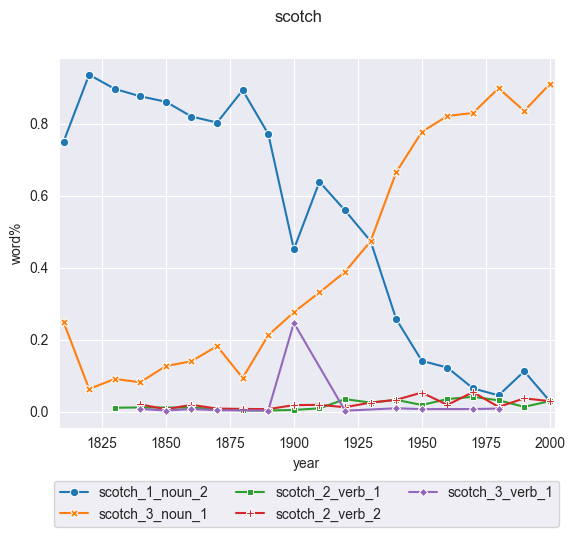 scotch
word%
0.8
0.6
0.4
0.2
0.0
1825 1850 1875 1900 1925 1950 1975 2000
year
scotch_1_noun_2 scotch_2_verb_1 scotch_3_verb_1
scotch_3_noun_1 scotch_2_verb_2